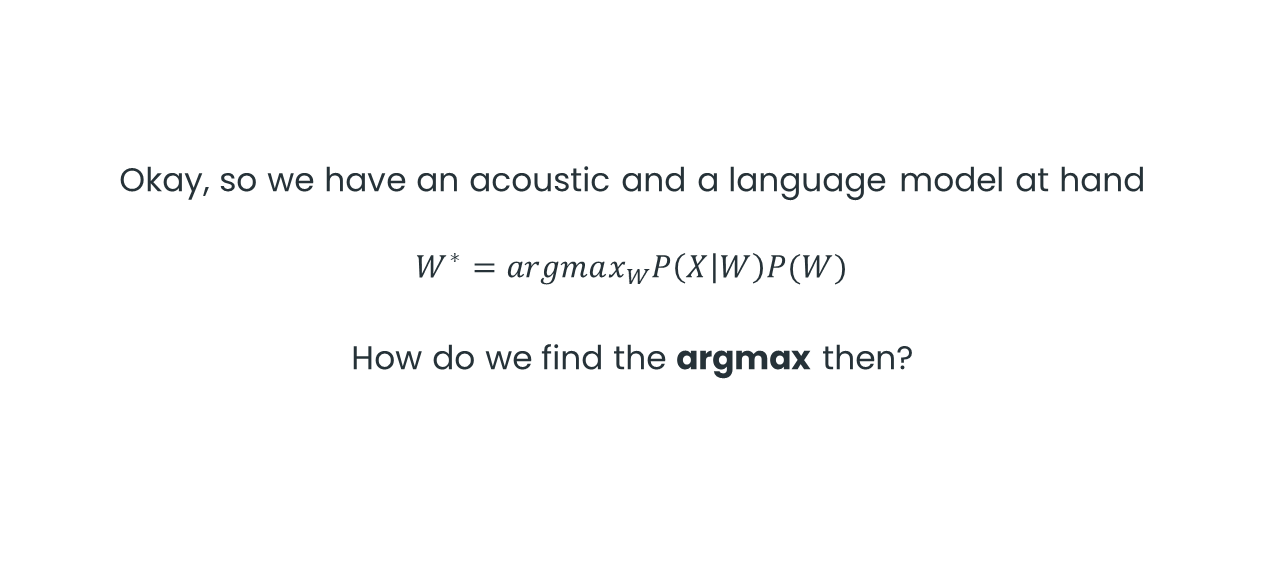 Okay, so we have an acoustic and a language model at hand
W* = argmax_W P(X|W)P(W)
How do we find the argmax then?